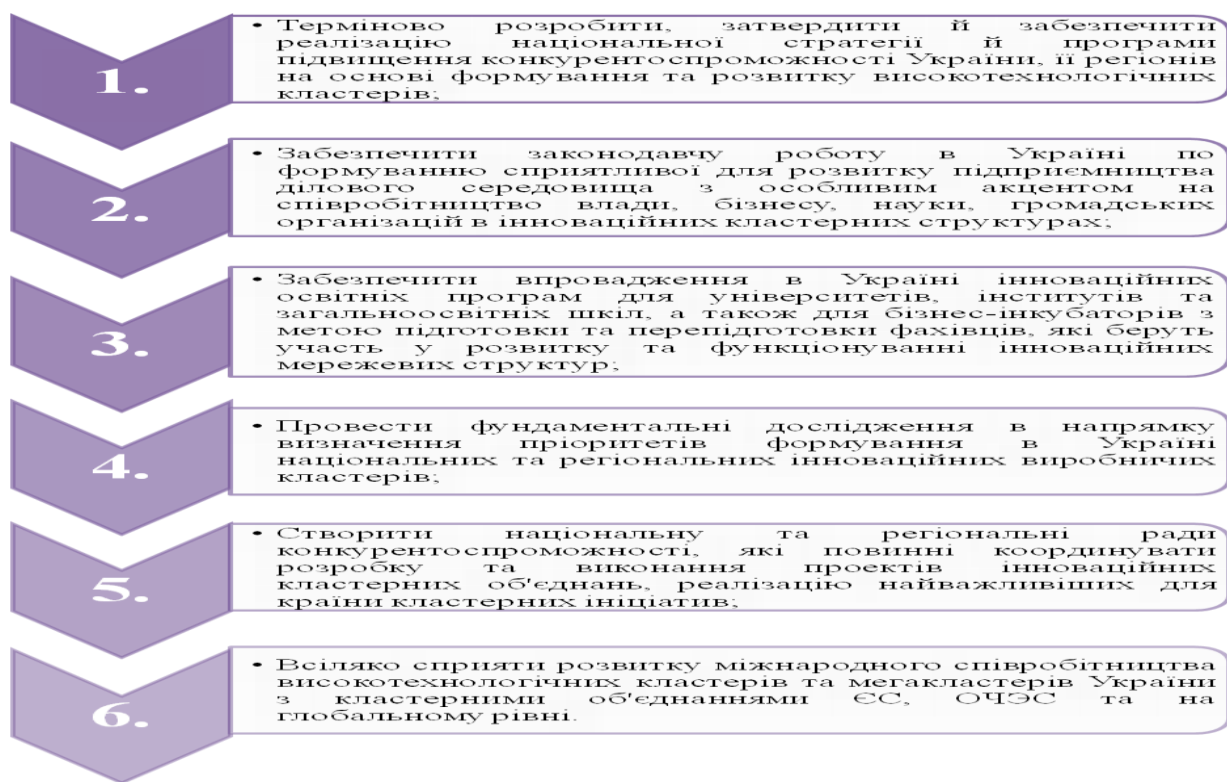 1.
• Терміново розробити, затвердити й забезпечити
реалізацію національної стратегії й програми
підвищення конкурентоспроможності України, її регіонів
на основі формування та розвитку високотехнологічних
кластерів;
2.
• Забезпечити законодавчу роботу в Україні по
формуванню сприятливої для розвитку підприємництва
ділового середовища з особливим акцентом на
співробітництво влади, бізнесу, науки, громадських
організацій в інноваційних кластерних структурах;
3.
• Забезпечити впровадження в Україні інноваційних
освітніх програм для університетів, інститутів та
загальноосвітніх шкіл, а також для бізнес-інкубаторів з
метою підготовки та перепідготовки фахівців, які беруть
участь у розвитку та функціонуванні інноваційних
мережевих структур;
4.
• Провести фундаментальні дослідження в напрямку
визначення пріоритетів формування в Україні
національних та регіональних інноваційних виробничих
кластерів;
5.
• Створити національну та регіональні ради
конкурентоспроможності, які повинні координувати
розробку та виконання проектів інноваційних
кластерних об'єднань, реалізацію найважливіших для
країни кластерних ініціатив;
6.
• Всіляко сприяти розвитку міжнародного співробітництва
високотехнологічних кластерів та мегакластерів України
з кластерними об'єднаннями ЄС, ОЧЭС та на
глобальному рівні.